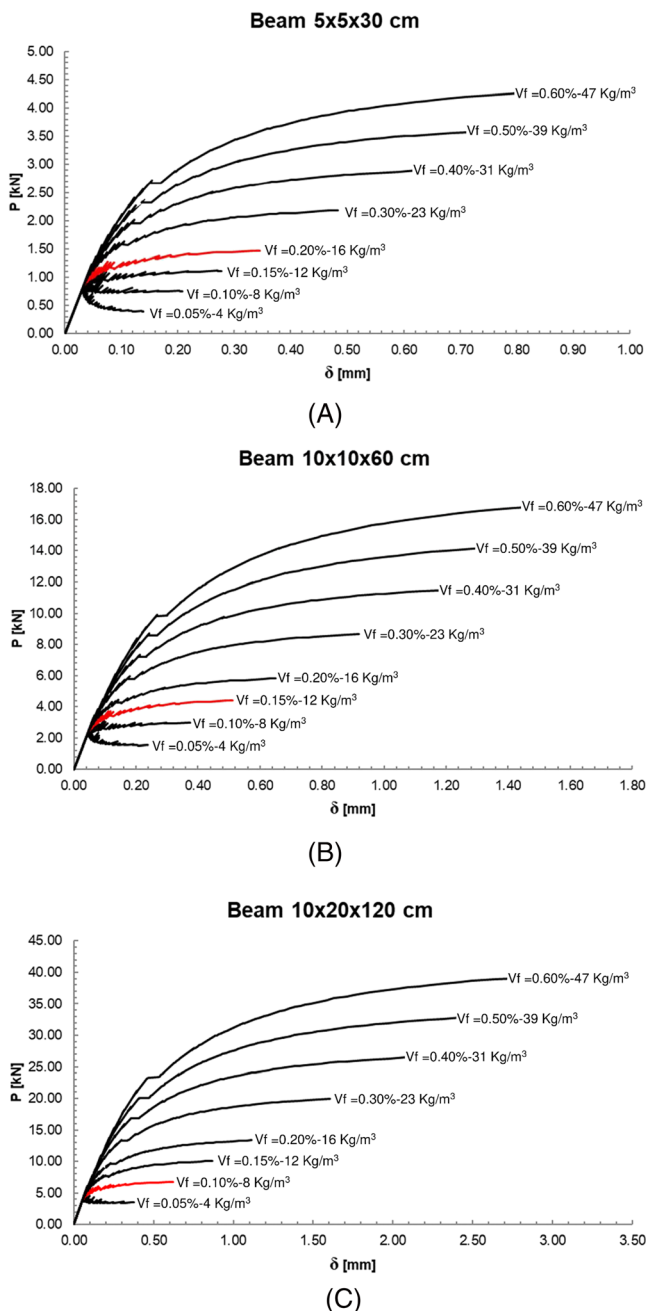 Beam 5x5x30 cm
5.00
4.50
4.00
3.50
3.00
2.50
2.00
1.50
1.00
0.50
0.00
P [kN]
Vf =0.60%-47 Kg/m³
Vf =0.50%-39 Kg/m³
Vf =0.40%-31 Kg/m³
Vf =0.30%-23 Kg/m³
Vf =0.20%-16 Kg/m³
Vf =0.15%-12 Kg/m³
Vf =0.10%-8 Kg/m³
Vf =0.05%-4 Kg/m³
0.00 0.10 0.20 0.30 0.40 0.50 0.60 0.70 0.80 0.90 1.00
δ [mm]
(A)
Beam 10x10x60 cm
18.00
16.00
14.00
12.00
10.00
8.00
6.00
4.00
2.00
0.00
P [kN]
Vf =0.60%-47 Kg/m³
Vf =0.50%-39 Kg/m³
Vf =0.40%-31 Kg/m³
Vf =0.30%-23 Kg/m³
Vf =0.20%-16 Kg/m³
Vf =0.15%-12 Kg/m³
Vf =0.10%-8 Kg/m³
Vf =0.05%-4 Kg/m³
0.00 0.20 0.40 0.60 0.80 1.00 1.20 1.40 1.60 1.80
δ [mm]
(B)
Beam 10x20x120 cm
45.00
40.00
35.00
30.00
25.00
20.00
15.00
10.00
5.00
0.00
P [kN]
Vf =0.60%-47 Kg/m³
Vf =0.50%-39 Kg/m³
Vf =0.40%-31 Kg/m³
Vf =0.30%-23 Kg/m³
Vf =0.20%-16 Kg/m³
Vf =0.15%-12 Kg/m³
Vf =0.10%-8 Kg/m³
Vf =0.05%-4 Kg/m³
0.00 0.50 1.00 1.50 2.00 2.50 3.00 3.50
δ [mm]
(C)